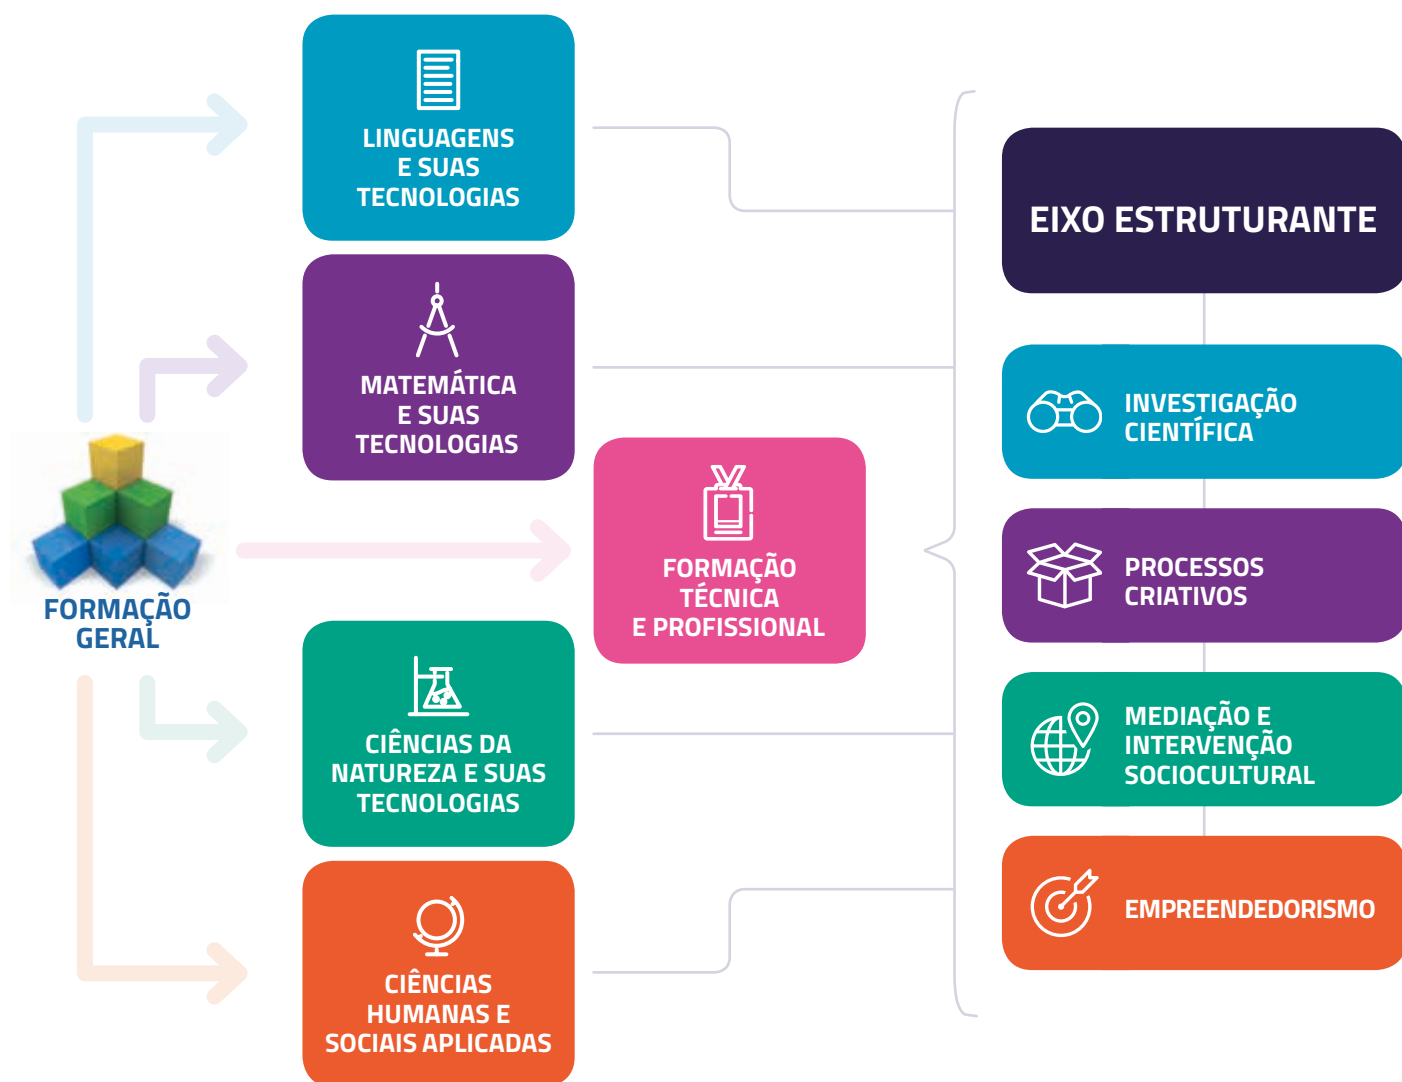 LINGUAGENS
E SUAS
TECNOLOGIAS
MATEMÁTICA
E SUAS
TECNOLOGIAS
FORMAÇÃO
GERAL
FORMAÇÃO
TÉCNICA
E PROFISSIONAL
CIÊNCIAS DA
NATUREZA E SUAS
TECNOLOGIAS
CIÊNCIAS
HUMANAS E
SOCIAIS APLICADAS
EIXO ESTRUTURANTE
INVESTIGAÇÃO
CIENTÍFICA
PROCESSOS
CRIATIVOS
MEDIAÇÃO E
INTERVENÇÃO
SOCIOCULTURAL
EMPREENDEDORISMO